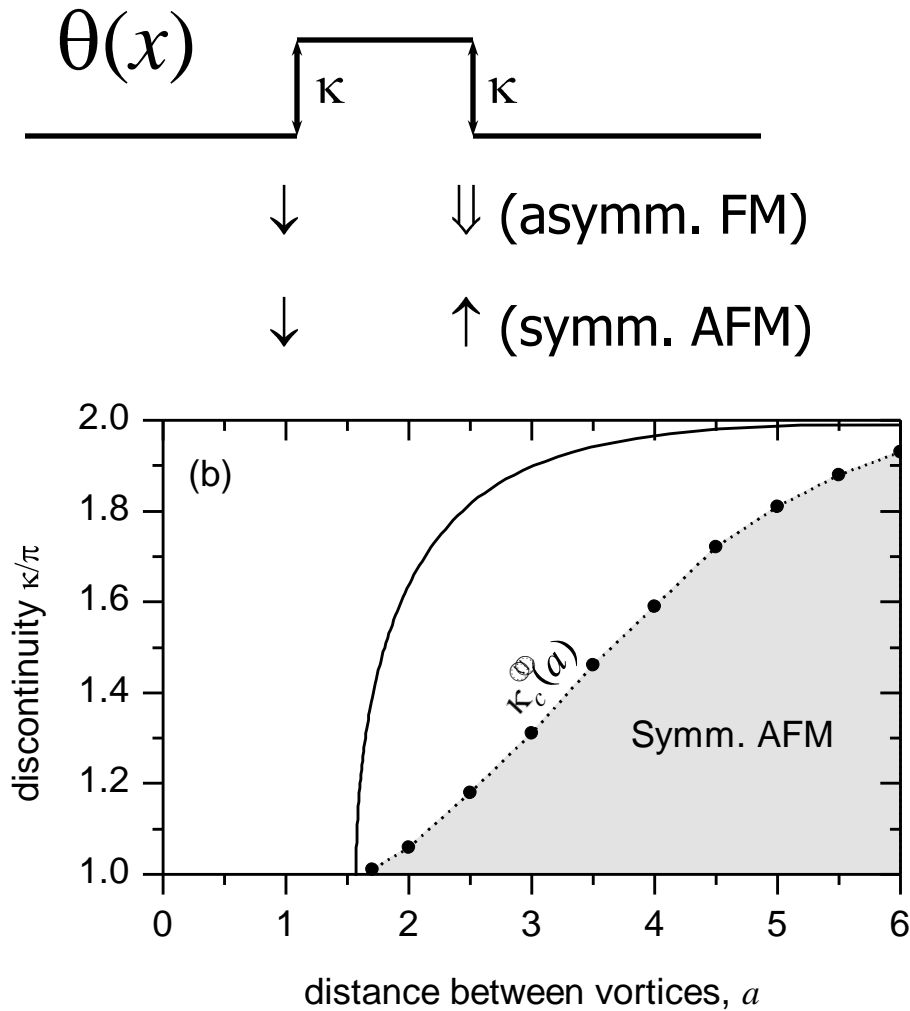 θ(x)
κ κ
↓ ⇓ (asymm. FM)
↓ ↑ (symm. AFM)
2.0
(b)
1.8
1.6
1.4
1.2
1.0
discontinuity κ/π
κc(a)
Symm. AFM
0 1 2 3 4 5 6
distance between vortices, a